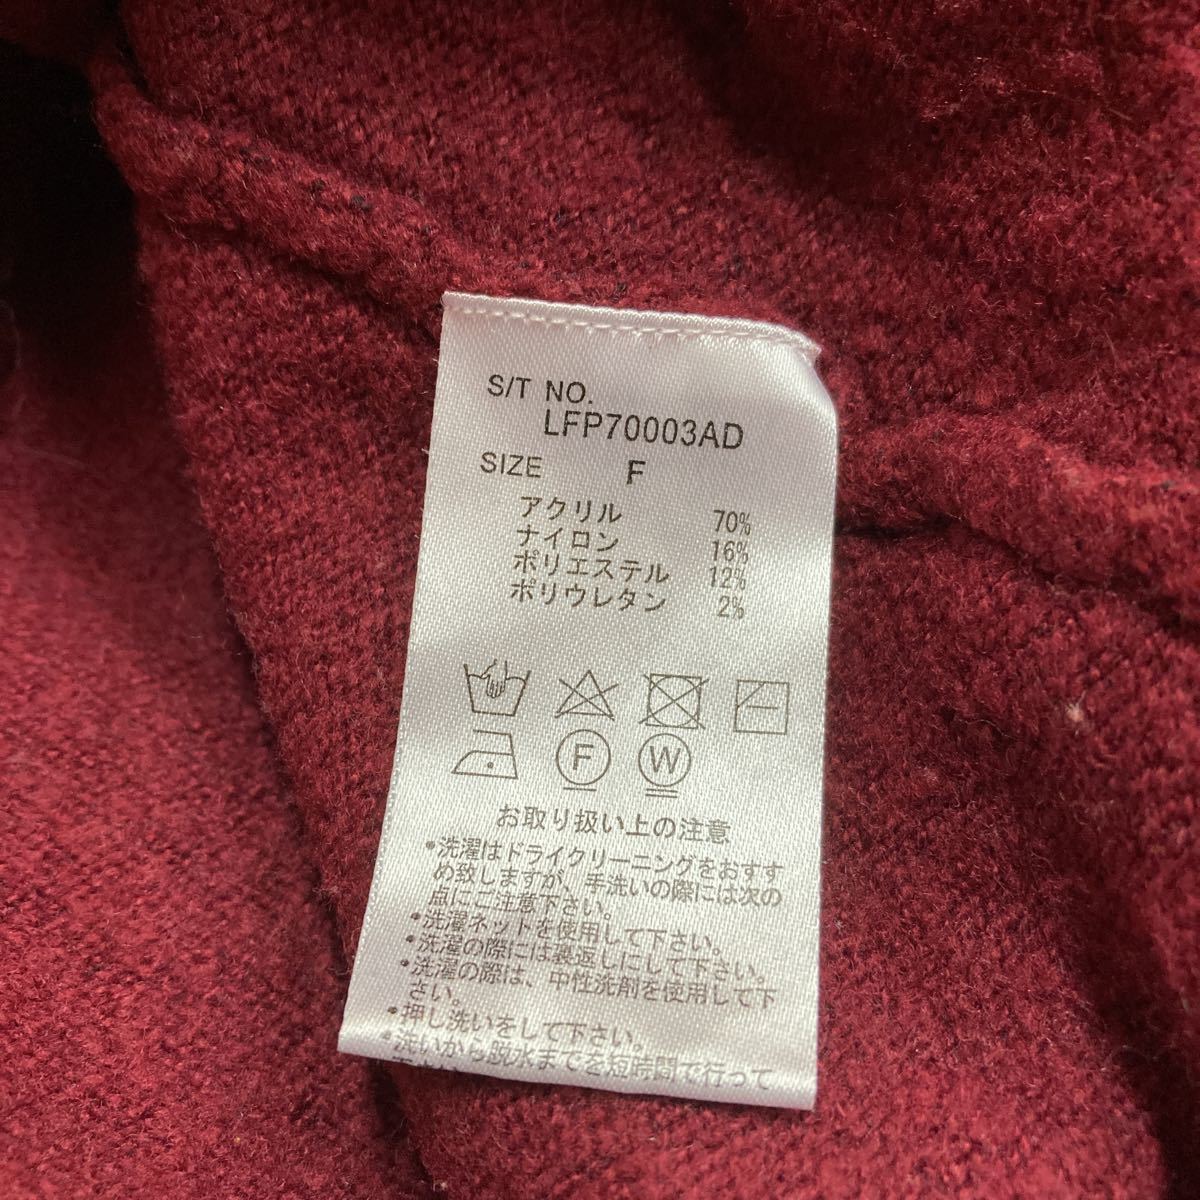 S/T NO.
LFP70003AD
SIZE F
アクリル 70%
ナイロン 16%
ポリエステル 12%
ポリウレタン 2%
F W
お取り扱い上の注意
•洗濯はドライクリーニングをおすす
め致しますが、手洗いの際には次の
点にご注意下さい。
•洗濯ネットを使用して下さい。
•洗濯の際には裏返しにして下さい。
•洗濯の際は、中性洗剤を使用して下
さい。
•押し洗いをして下さい。
•洗いから脱水までを短時間で行って